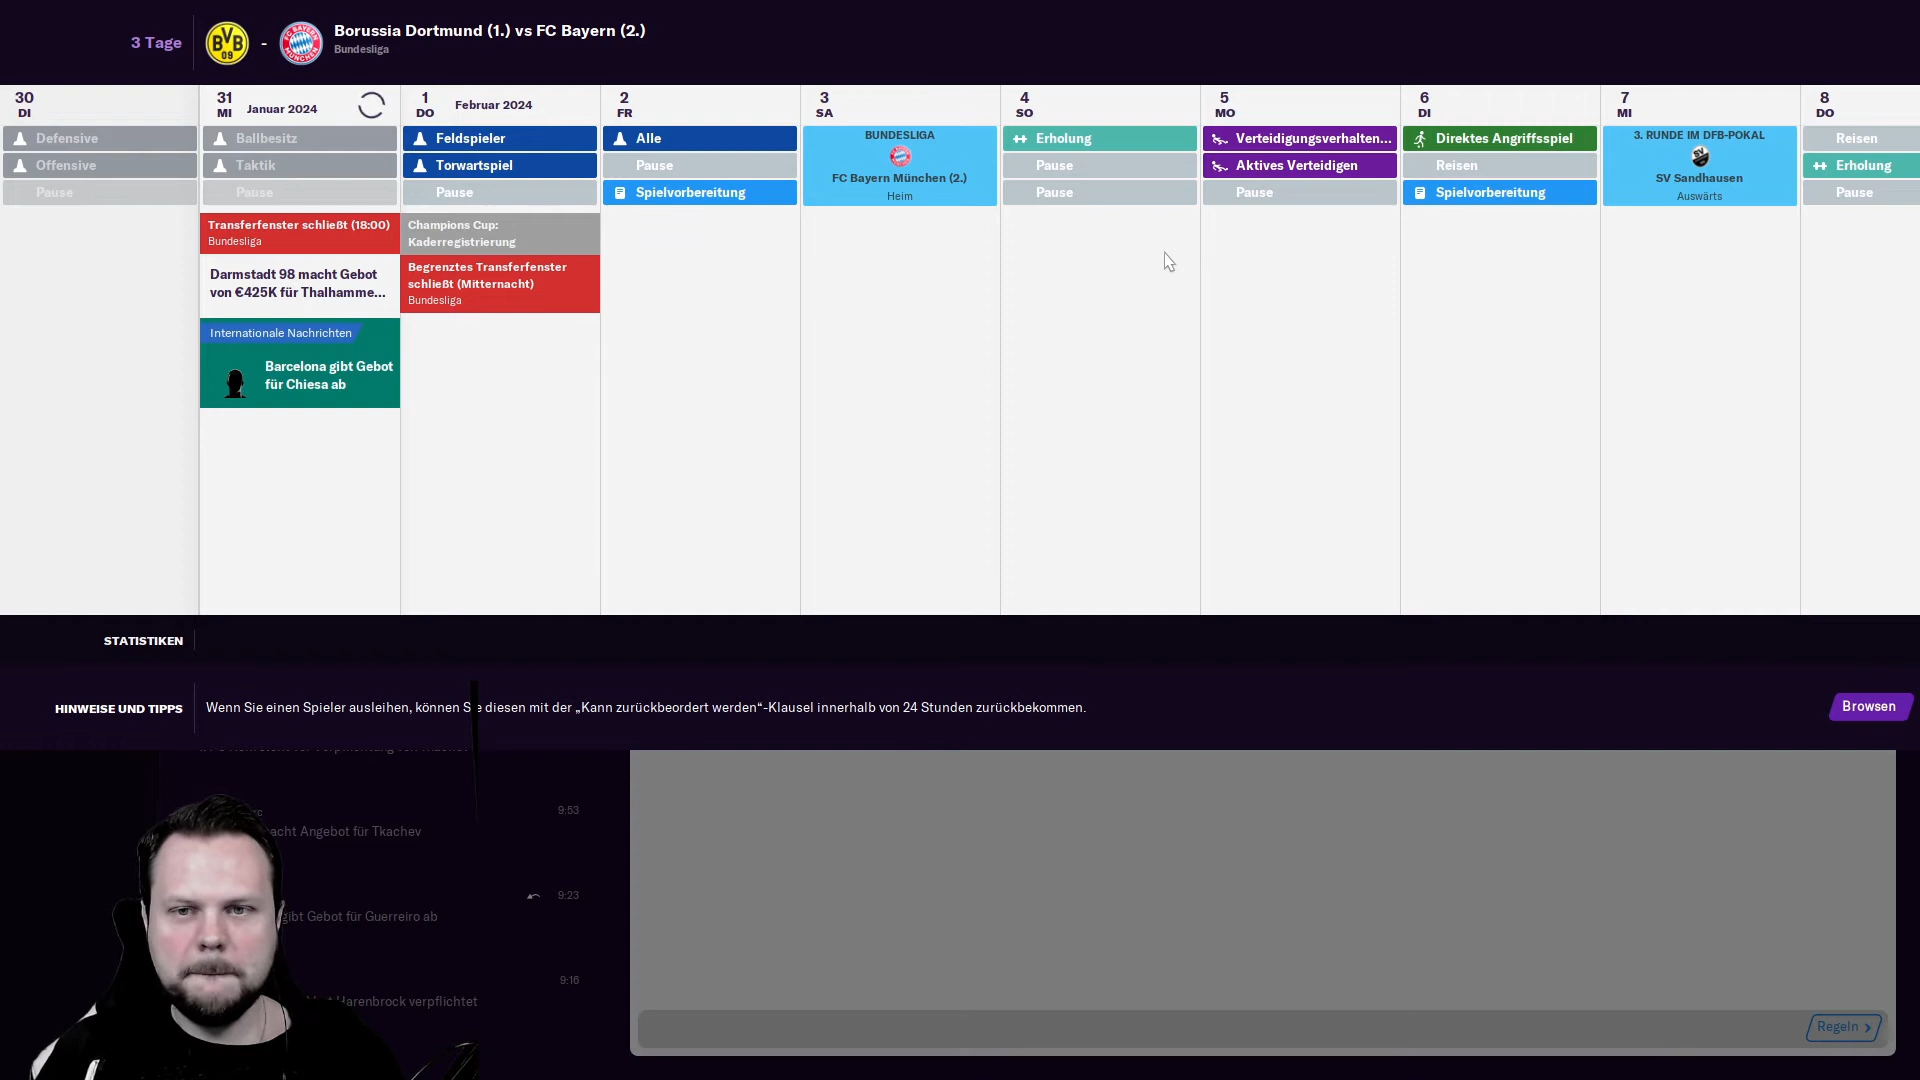 3 Tage
BVB 09
-
FC BAYERN MÜNCHEN
Borussia Dortmund (1.) vs FC Bayern (2.)
Bundesliga
30
DI
31
MI
Januar 2024
1
DO
Februar 2024
2
FR
3
SA
4
SO
5
MO
6
DI
7
MI
8
DO
Defensive
Offensive
Pause
Ballbesitz
Taktik
Pause
Transferfenster schließt (18:00)
Bundesliga
Darmstadt 98 macht Gebot
von €425K für Thalhamme...
Internationale Nachrichten
Barcelona gibt Gebot
für Chiesa ab
Feldspieler
Torwartspiel
Pause
Champions Cup:
Kaderregistrierung
Begrenztes Transferfenster
schließt (Mitternacht)
Bundesliga
Alle
Pause
Spielvorbereitung
BUNDESLIGA
FC Bayern München (2.)
Heim
Erholung
Pause
Pause
Verteidigungsverhalten...
Aktives Verteidigen
Pause
Direktes Angriffsspiel
Reisen
Spielvorbereitung
3. RUNDE IM DFB-POKAL
SV Sandhausen
Auswärts
Reisen
Erholung
Pause
STATISTIKEN
HINWEISE UND TIPPS
Wenn Sie einen Spieler ausleihen, können Sie diesen mit der „Kann zurückbeordert werden“-Klausel innerhalb von 24 Stunden zurückbekommen.
Browsen
9:53
acht Angebot für Tkachev
9:23
gibt Gebot für Guerreiro ab
9:16
Harenbrock verpflichtet
Regeln